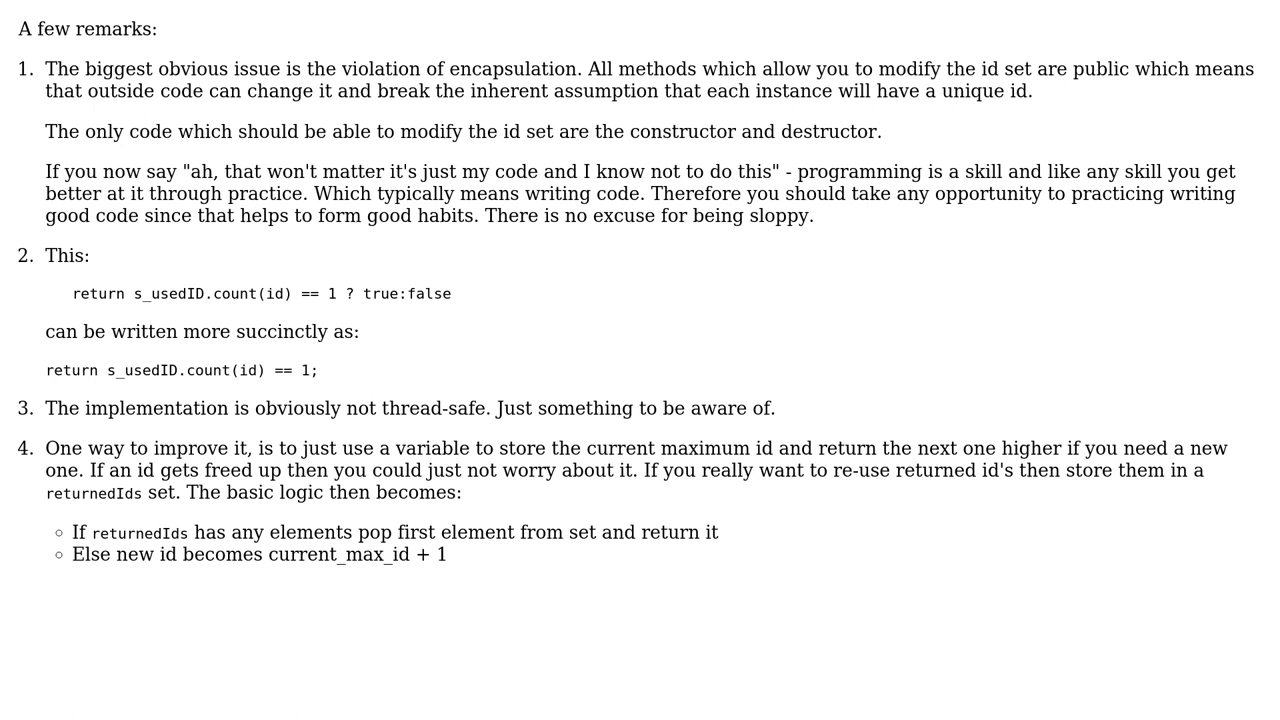 A few remarks:
1. The biggest obvious issue is the violation of encapsulation. All methods which allow you to modify the id set are public which means
that outside code can change it and break the inherent assumption that each instance will have a unique id.
The only code which should be able to modify the id set are the constructor and destructor.
If you now say "ah, that won't matter it's just my code and I know not to do this" - programming is a skill and like any skill you get
better at it through practice. Which typically means writing code. Therefore you should take any opportunity to practicing writing
good code since that helps to form good habits. There is no excuse for being sloppy.
2. This:
return s_usedID.count(id) == 1 ? true:false
can be written more succinctly as:
return s_usedID.count(id) == 1;
3. The implementation is obviously not thread-safe. Just something to be aware of.
4. One way to improve it, is to just use a variable to store the current maximum id and return the next one higher if you need a new
one. If an id gets freed up then you could just not worry about it. If you really want to re-use returned id's then store them in a
returnedIds set. The basic logic then becomes:
◦ If returnedIds has any elements pop first element from set and return it
◦ Else new id becomes current_max_id + 1